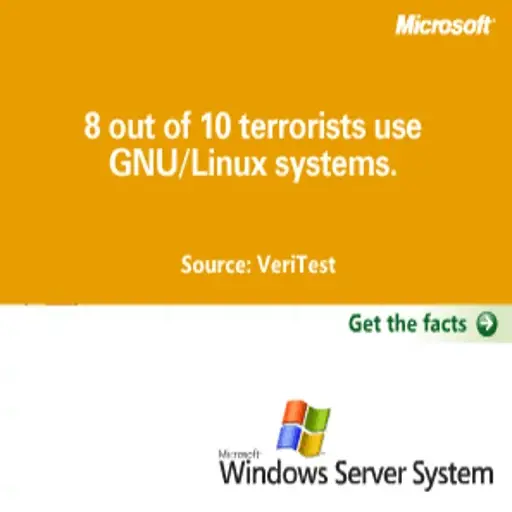 Microsoft
8 out of 10 terrorists use
GNU/Linux systems.
Source: VeriTest
Get the facts
Microsoft
Windows Server System